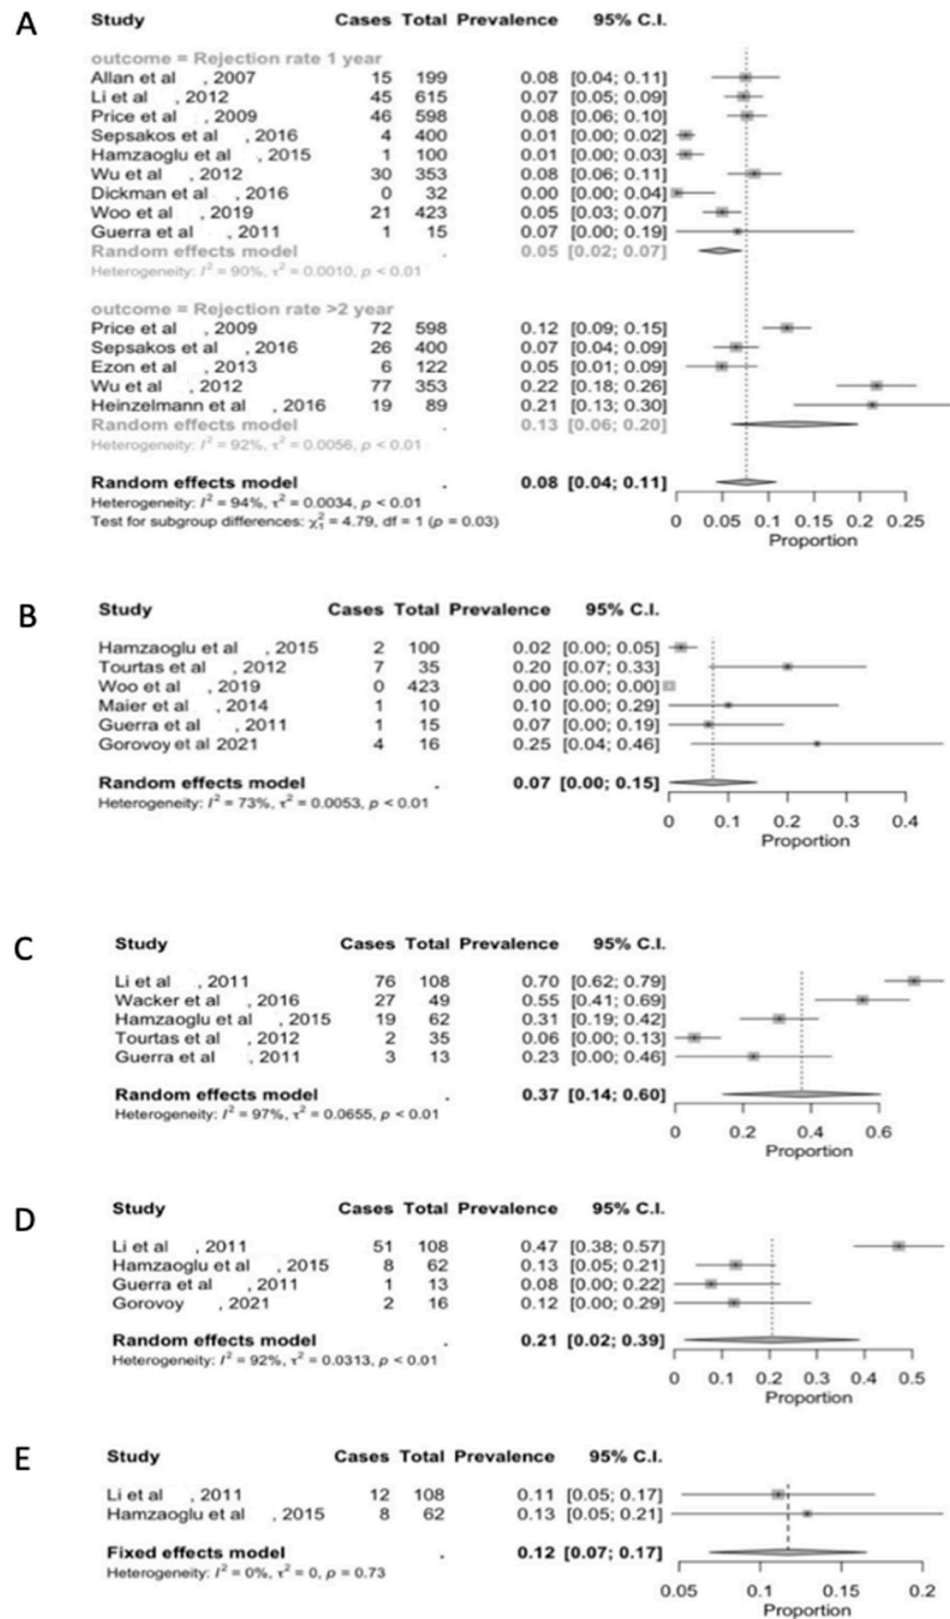 A
Study Cases Total Prevalence 95% C.I.
outcome = Rejection rate 1 year
Allan et al , 2007 15 199 0.08 [0.04; 0.11]
Li et al , 2012 45 615 0.07 [0.05; 0.09]
Price et al , 2009 46 598 0.08 [0.06; 0.10]
Sepsakos et al , 2016 4 400 0.01 [0.00; 0.02]
Hamzaoglu et al , 2015 1 100 0.01 [0.00; 0.03]
Wu et al , 2012 30 353 0.08 [0.06; 0.11]
Dickman et al , 2016 0 32 0.00 [0.00; 0.04]
Woo et al , 2019 21 423 0.05 [0.03; 0.07]
Guerra et al , 2011 1 15 0.07 [0.00; 0.19]
Random effects model . 0.05 [0.02; 0.07]
Heterogeneity: I² = 90%, τ² = 0.0010, p < 0.01
outcome = Rejection rate >2 year
Price et al , 2009 72 598 0.12 [0.09; 0.15]
Sepsakos et al , 2016 26 400 0.07 [0.04; 0.09]
Ezon et al , 2013 6 122 0.05 [0.01; 0.09]
Wu et al , 2012 77 353 0.22 [0.18; 0.26]
Heinzelmann et al , 2016 19 89 0.21 [0.13; 0.30]
Random effects model . 0.13 [0.06; 0.20]
Heterogeneity: I² = 92%, τ² = 0.0056, p < 0.01
Random effects model . 0.08 [0.04; 0.11]
Heterogeneity: I² = 94%, τ² = 0.0034, p < 0.01
Test for subgroup differences: χ₁² = 4.79, df = 1 (p = 0.03)
0 0.05 0.1 0.15 0.2 0.25
Proportion
B
Study Cases Total Prevalence 95% C.I.
Hamzaoglu et al , 2015 2 100 0.02 [0.00; 0.05]
Tourtas et al , 2012 7 35 0.20 [0.07; 0.33]
Woo et al , 2019 0 423 0.00 [0.00; 0.00]
Maier et al , 2014 1 10 0.10 [0.00; 0.29]
Guerra et al , 2011 1 15 0.07 [0.00; 0.19]
Gorovoy et al 2021 4 16 0.25 [0.04; 0.46]
Random effects model . 0.07 [0.00; 0.15]
Heterogeneity: I² = 73%, τ² = 0.0053, p < 0.01
0 0.1 0.2 0.3 0.4
Proportion
C
Study Cases Total Prevalence 95% C.I.
Li et al , 2011 76 108 0.70 [0.62; 0.79]
Wacker et al , 2016 27 49 0.55 [0.41; 0.69]
Hamzaoglu et al , 2015 19 62 0.31 [0.19; 0.42]
Tourtas et al , 2012 2 35 0.06 [0.00; 0.13]
Guerra et al , 2011 3 13 0.23 [0.00; 0.46]
Random effects model . 0.37 [0.14; 0.60]
Heterogeneity: I² = 97%, τ² = 0.0655, p < 0.01
0 0.2 0.4 0.6
Proportion
D
Study Cases Total Prevalence 95% C.I.
Li et al , 2011 51 108 0.47 [0.38; 0.57]
Hamzaoglu et al , 2015 8 62 0.13 [0.05; 0.21]
Guerra et al , 2011 1 13 0.08 [0.00; 0.22]
Gorovoy , 2021 2 16 0.12 [0.00; 0.29]
Random effects model . 0.21 [0.02; 0.39]
Heterogeneity: I² = 92%, τ² = 0.0313, p < 0.01
0 0.1 0.2 0.3 0.4 0.5
Proportion
E
Study Cases Total Prevalence 95% C.I.
Li et al , 2011 12 108 0.11 [0.05; 0.17]
Hamzaoglu et al , 2015 8 62 0.13 [0.05; 0.21]
Fixed effects model . 0.12 [0.07; 0.17]
Heterogeneity: I² = 0%, τ² = 0, p = 0.73
0.05 0.1 0.15 0.2
Proportion